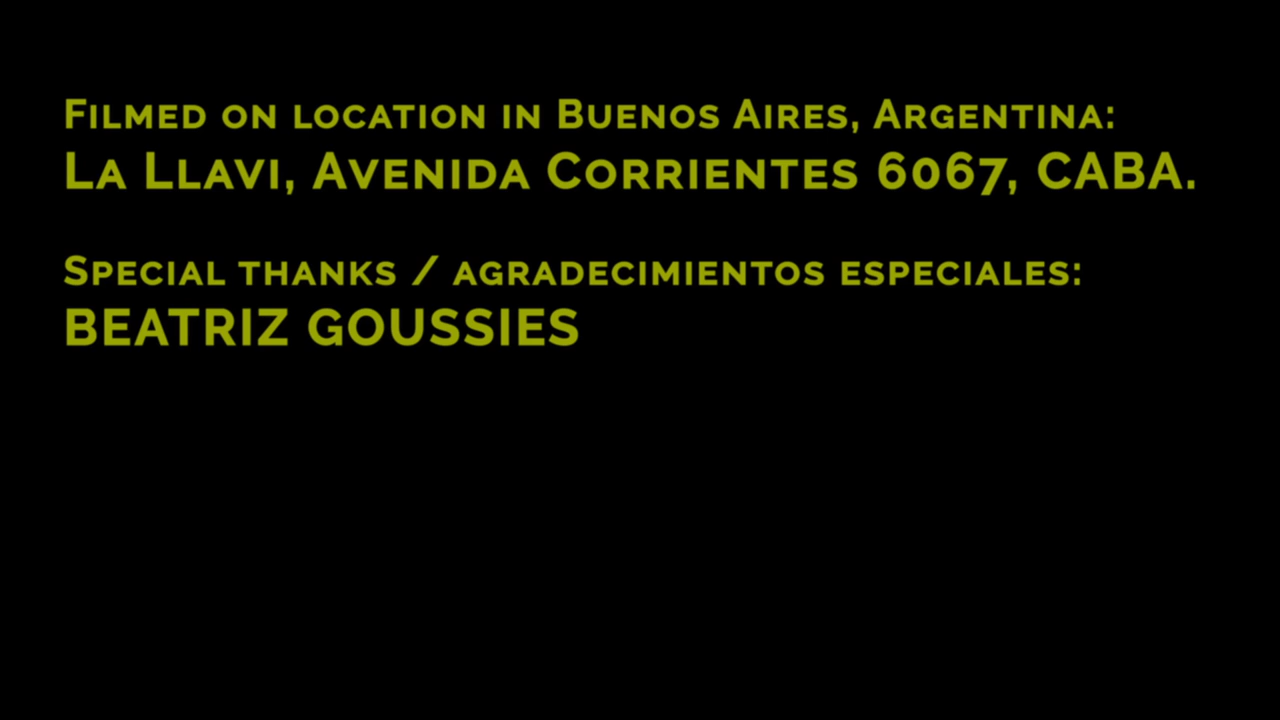 Filmed on location in Buenos Aires, Argentina:
La Llavi, Avenida Corrientes 6067, CABA.
Special thanks / agradecimientos especiales:
BEATRIZ GOUSSIES